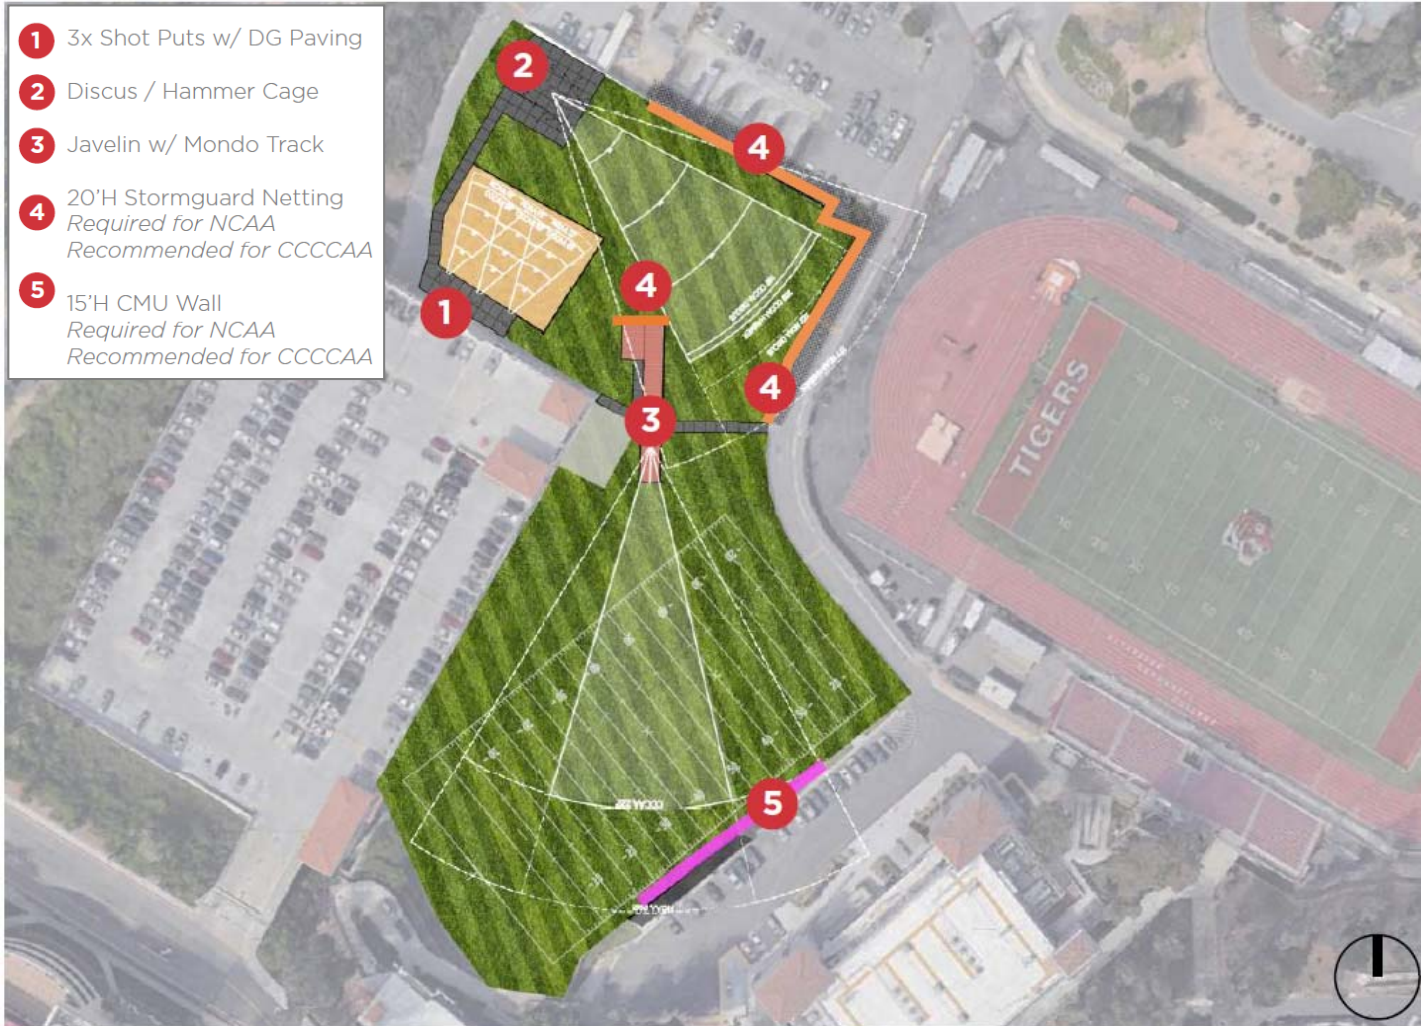 1 3x Shot Puts w/ DG Paving
2 Discus / Hammer Cage
3 Javelin w/ Mondo Track
4 20'H Stormguard Netting
Required for NCAA
Recommended for CCCCAA
5 15'H CMU Wall
Required for NCAA
Recommended for CCCCAA
2
4
4
1
4
3
TIGERS
5